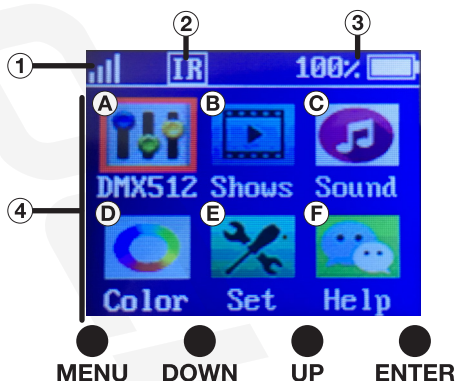 ② ③
① IR 100%
Ⓐ Ⓑ Ⓒ
DMX512 Shows Sound
④
Ⓓ Ⓔ Ⓕ
Color Set Help
MENU DOWN UP ENTER